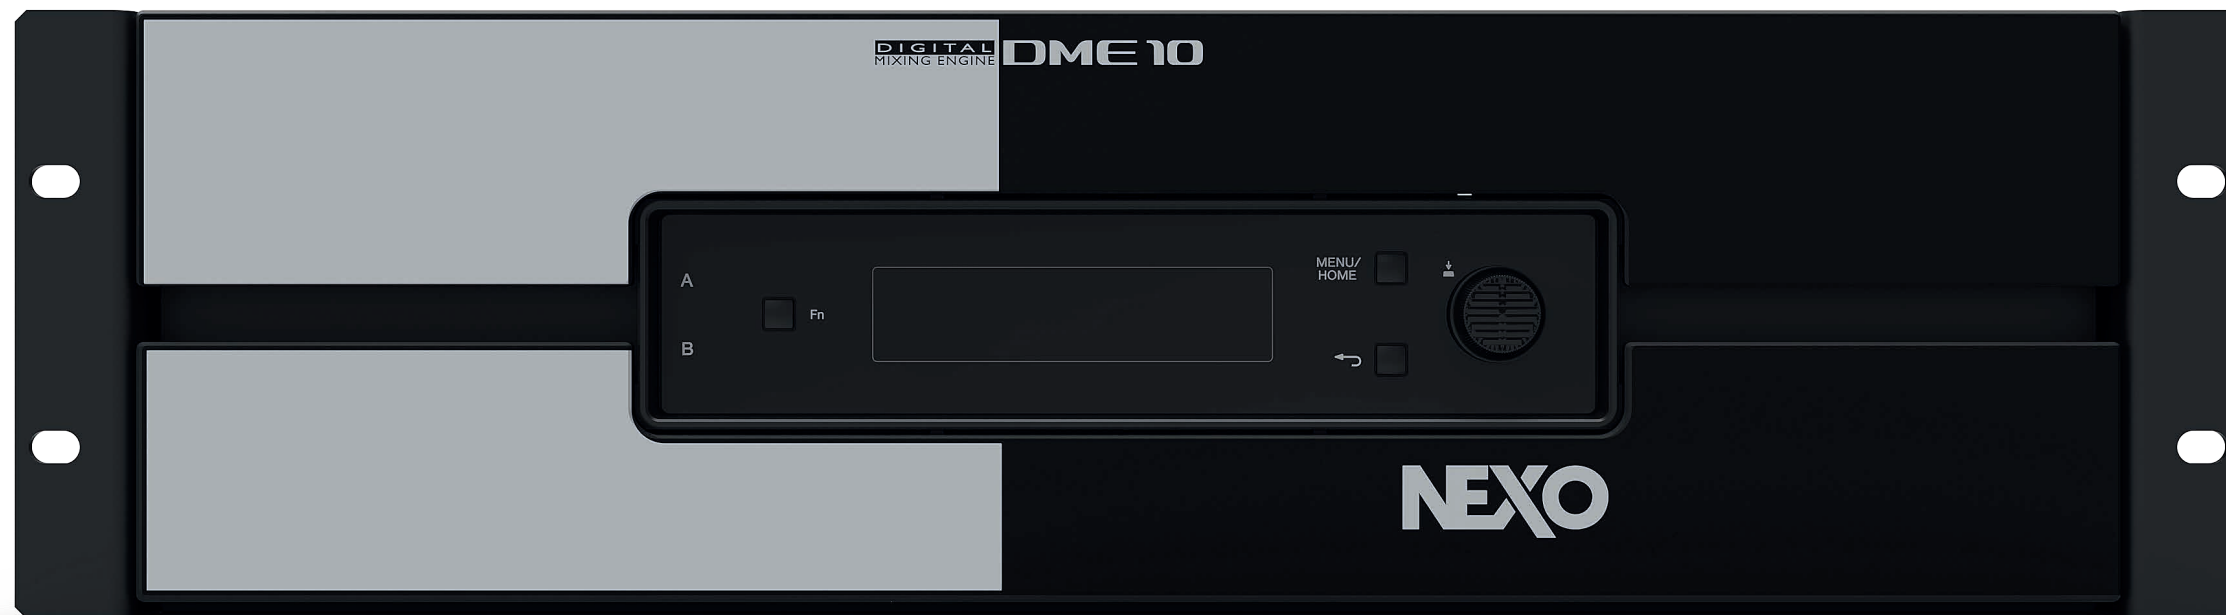 DIGITAL
MIXING ENGINE
DME10
A
B
Fn
MENU/
HOME
NEXO